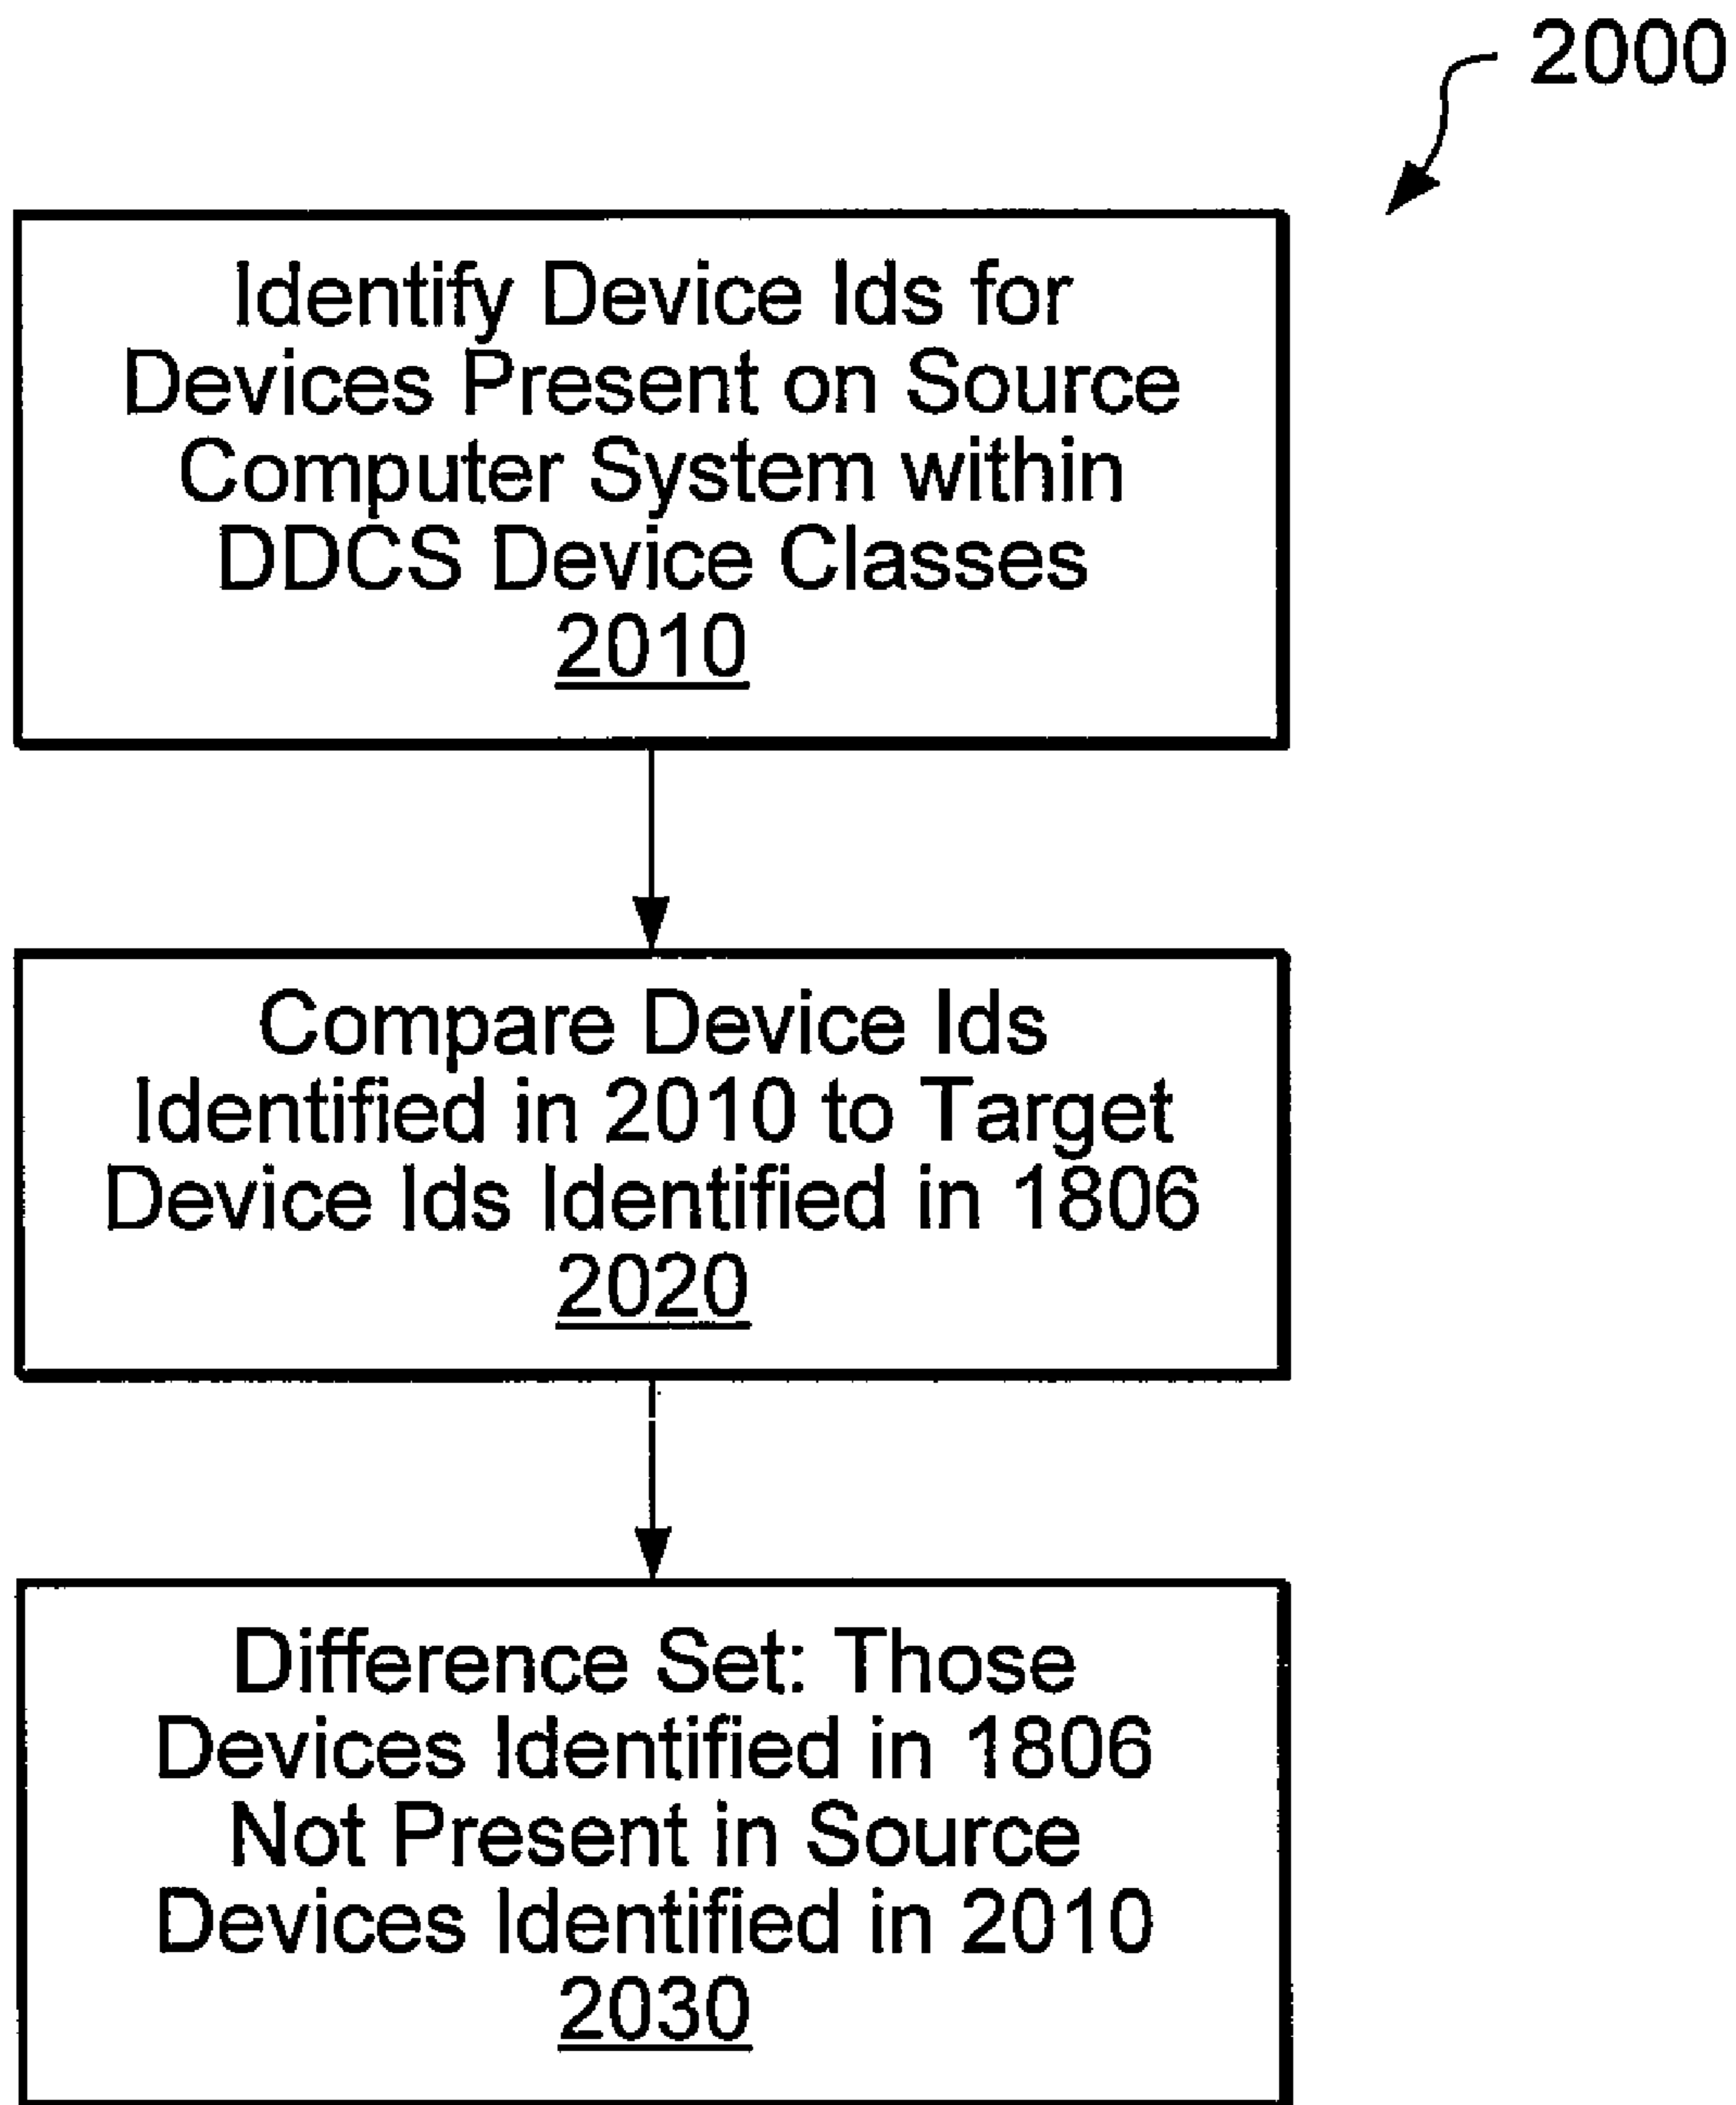 2000
Identify Device Ids for
Devices Present on Source
Computer System within
DDCS Device Classes
2010
Compare Device Ids
Identified in 2010 to Target
Device Ids Identified in 1806
2020
Difference Set: Those
Devices Identified in 1806
Not Present in Source
Devices Identified in 2010
2030